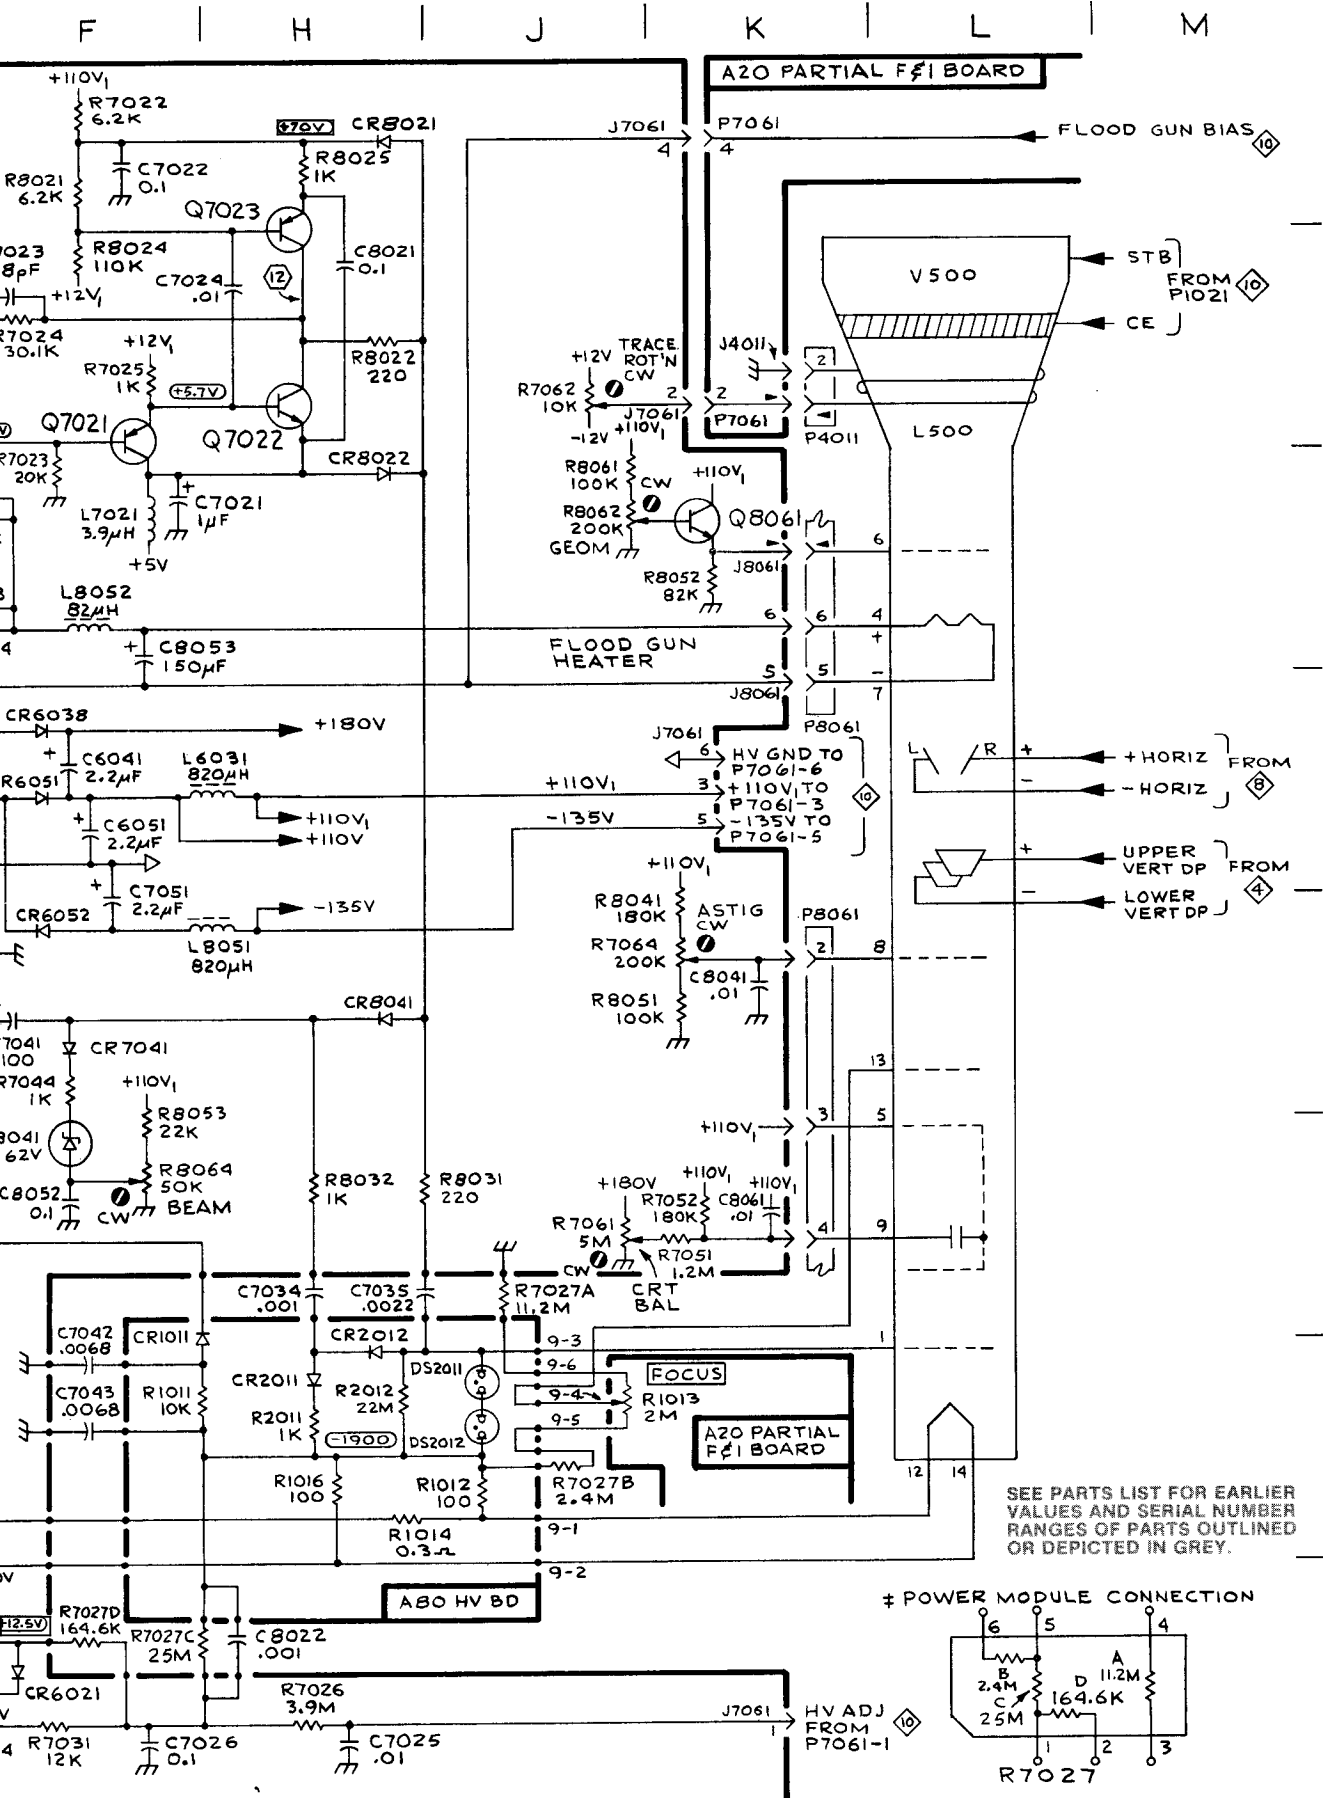 F H J K L M
A20 PARTIAL F&I BOARD
+110V1
R7022
6.2K
+70V
CR8021
J7061
4
P7061
4
FLOOD GUN BIAS 10
C7022
0.1
R8025
1K
R8021
6.2K
Q7023
R8024
110K
7023
8pF
C7024
.01
12
C8021
0.1
+12V1
R7024
30.1K
V500
STB
FROM
P1021 10
CE
+12V1
R7025
1K
+5.7V
R8022
220
+12V
TRACE
ROT'N
CW
J4011
2
R7062
10K
2
J7061
2
P7061
P4011
-12V
L500
Q7021
Q7022
R7023
20K
CR8022
+110V1
R8061
100K
CW
+110V1
R8062
200K
GEOM
Q8061
L7021
3.9µH
C7021
1µF
+5V
J8061
6
R8052
82K
L8052
82µH
C8053
150µF
FLOOD GUN
HEATER
6
6
4
+
5
J8061
5
-
7
P8061
CR6038
+180V
C6041
2.2µF
L6031
820µH
R6051
J7061
6
HV GND TO
P7061-6
+110V1
3
+110V1 TO
P7061-3
10
-135V
5
-135V TO
P7061-5
L R
+
+HORIZ
FROM
8
-
-HORIZ
C6051
2.2µF
+110V1
+110V
+
UPPER
VERT DP
FROM
4
-
LOWER
VERT DP
C7051
2.2µF
CR6052
-135V
L8051
820µH
+110V1
R8041
180K
ASTIG
CW
P8061
R7064
200K
2
8
C8041
.01
R8051
100K
CR8041
7041
100
CR7041
R7044
1K
+110V1
R8053
22K
8041
62V
R8064
50K
BEAM
C8052
0.1
CW
R8032
1K
R8031
220
13
+110V1
3
5
+180V
+110V1
+110V1
R7061
5M
R7052
180K
C8061
.01
4
9
R7051
1.2M
CW
CRT
BAL
C7034
.001
C7035
.0022
R7027A
11.2M
C7042
.0068
CR1011
CR2012
9-3
1
C7043
.0068
R1011
10K
CR2011
R2012
22M
DS2011
9-6
FOCUS
9-4
R1013
2M
R2011
1K
-1900
DS2012
9-5
A20 PARTIAL
F&I BOARD
R1016
100
R1012
100
R7027B
2.4M
12 14
R1014
0.3Ω
9-1
9-2
SEE PARTS LIST FOR EARLIER
VALUES AND SERIAL NUMBER
RANGES OF PARTS OUTLINED
OR DEPICTED IN GREY.
A80 HV BD
+12.5V
R7027D
164.6K
R7027C
25M
C8022
.001
CR6021
R7026
3.9M
R7031
12K
C7026
0.1
C7025
.01
J7061
1
HV ADJ
FROM
P7061-1
10
‡ POWER MODULE CONNECTION
6 5 4
B
2.4M
C
25M
D
164.6K
A
11.2M
1 2 3
R7027